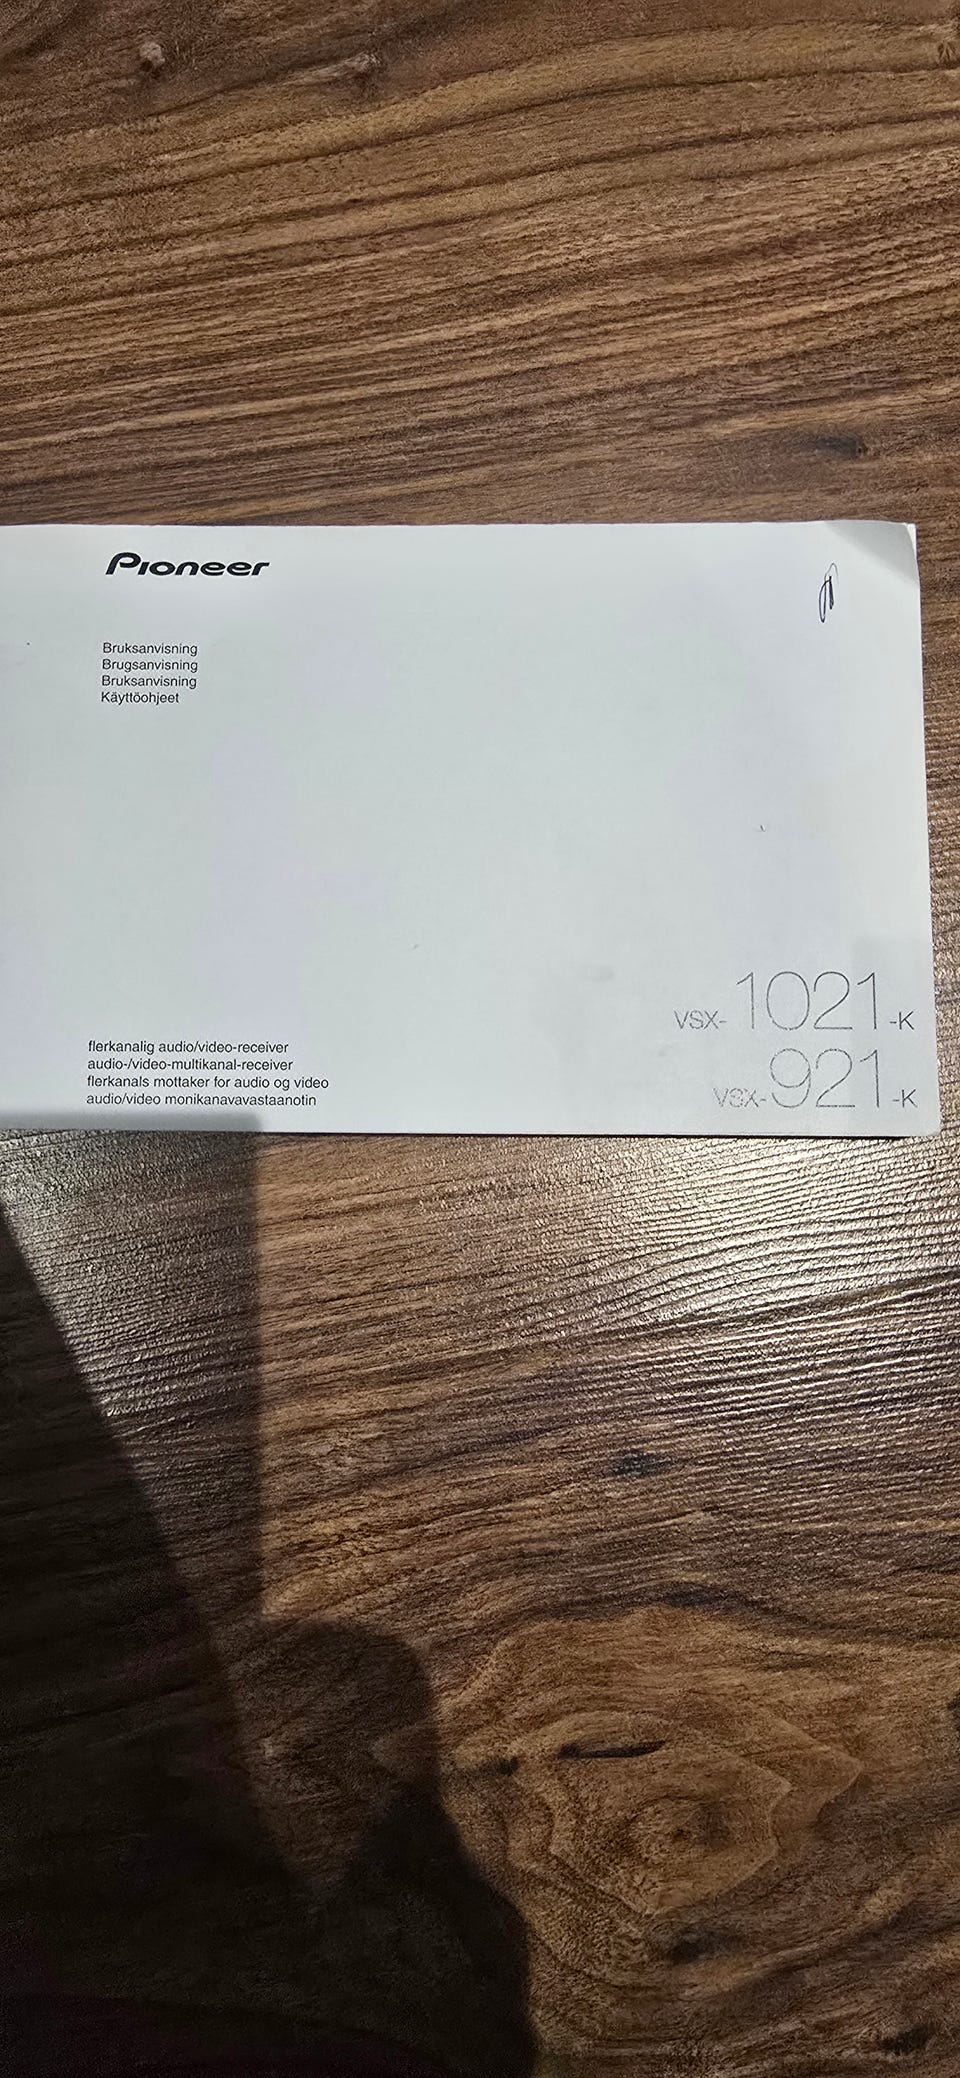 Pioneer
Bruksanvisning
Brugsanvisning
Bruksanvisning
Käyttöohjeet
flerkanalig audio/video-receiver
audio-/video-multikanal-receiver
flerkanals mottaker for audio og video
audio/video monikanavavastaanotin
VSX-1021-K
VSX-921-K